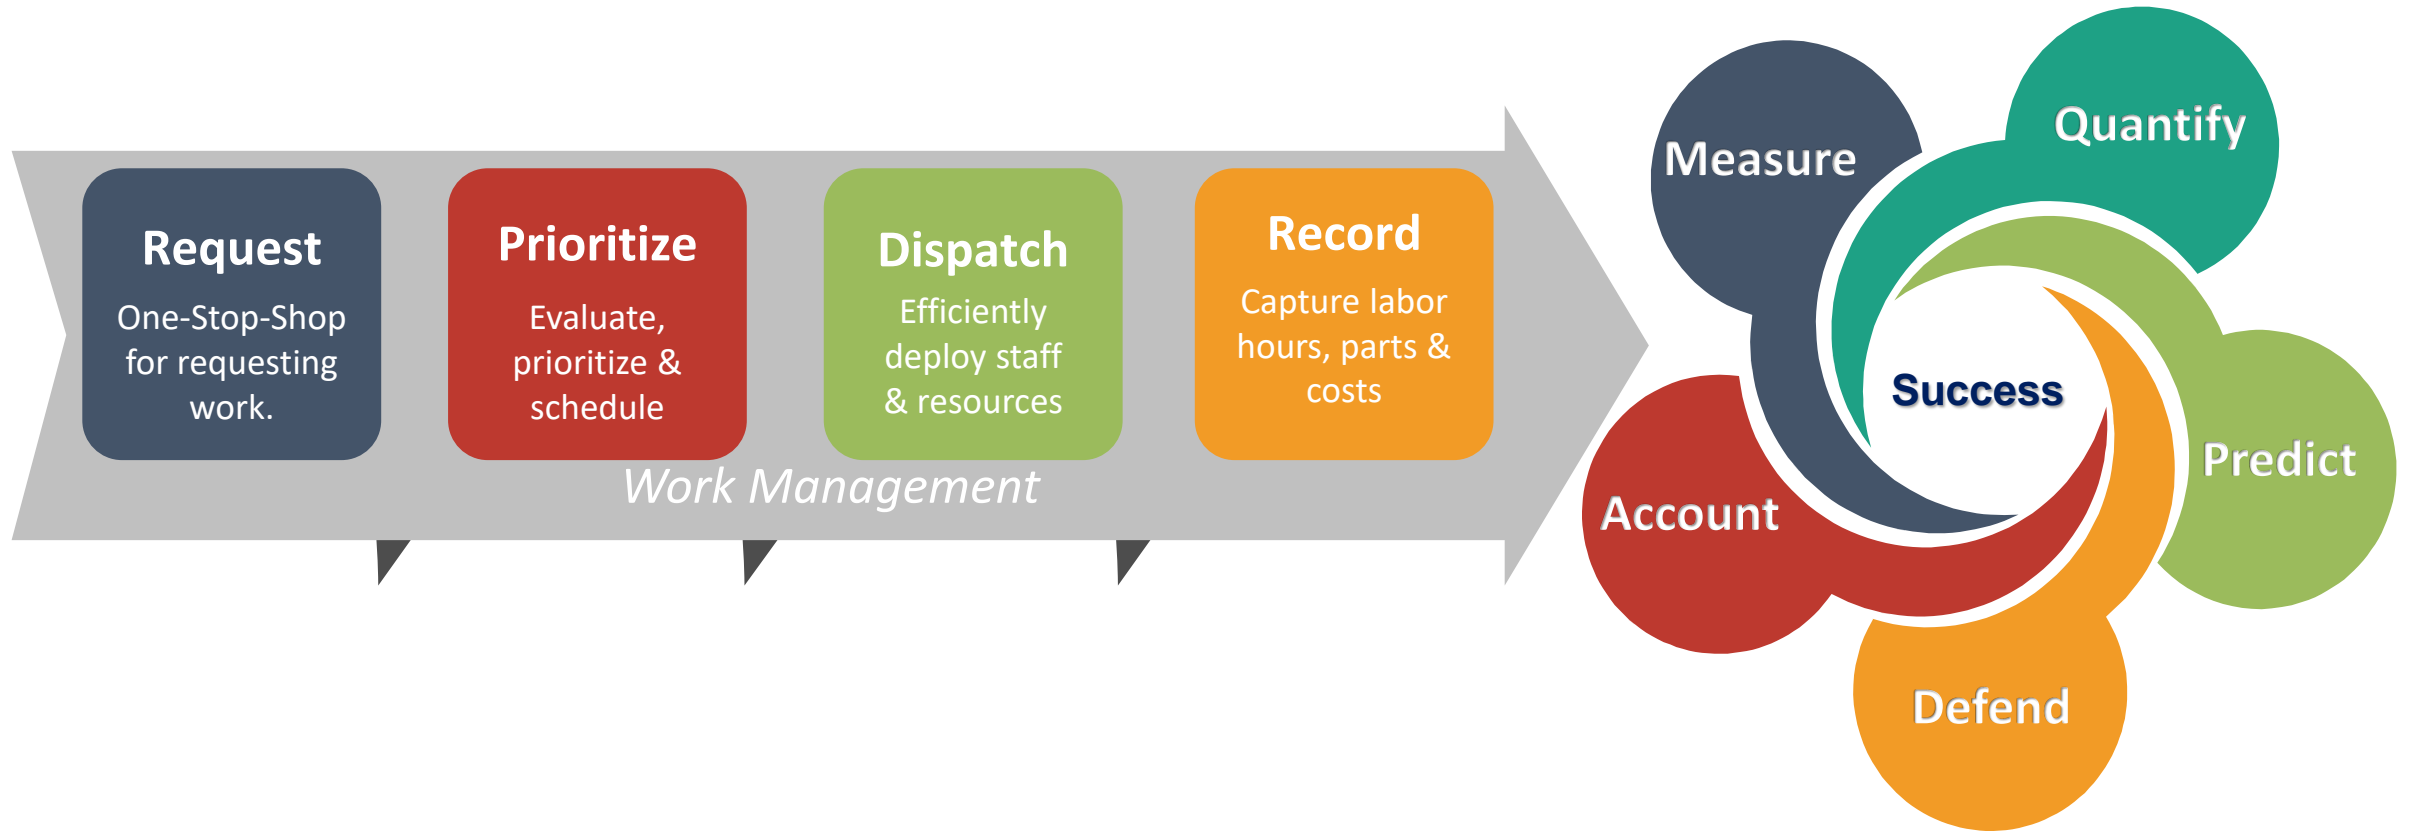 Request
One-Stop-Shop
for requesting
work.
Prioritize
Evaluate,
prioritize &
schedule
Dispatch
Efficiently
deploy staff
& resources
Record
Capture labor
hours, parts &
costs
Work Management
Measure
Quantify
Predict
Defend
Account
Success